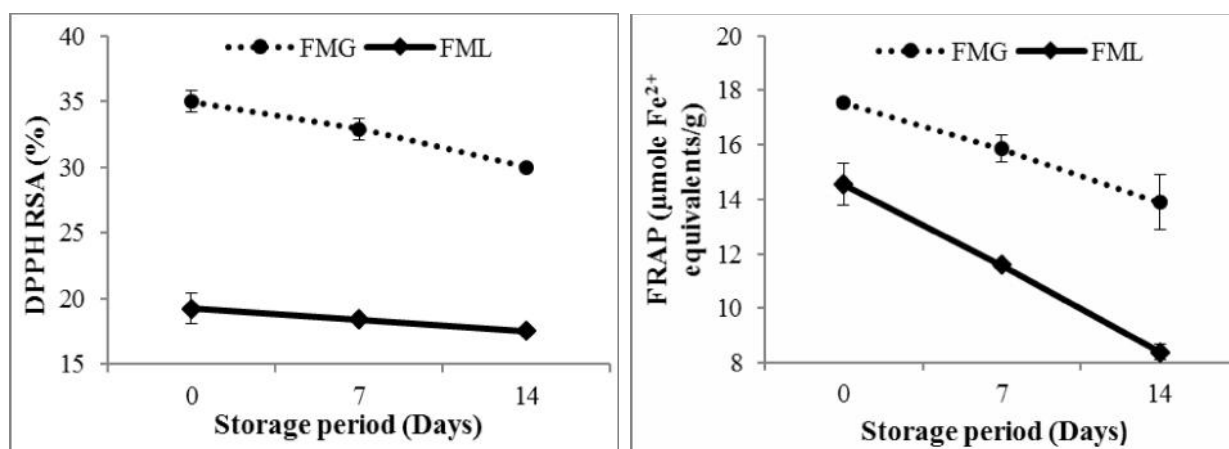 40
FMG
FML
35
30
25
20
15
DPPH RSA (%)
0
7
14
Storage period (Days)
20
FMG
FML
18
16
14
12
10
8
FRAP (µmole Fe²⁺
equivalents/g)
0
7
14
Storage period (Days)